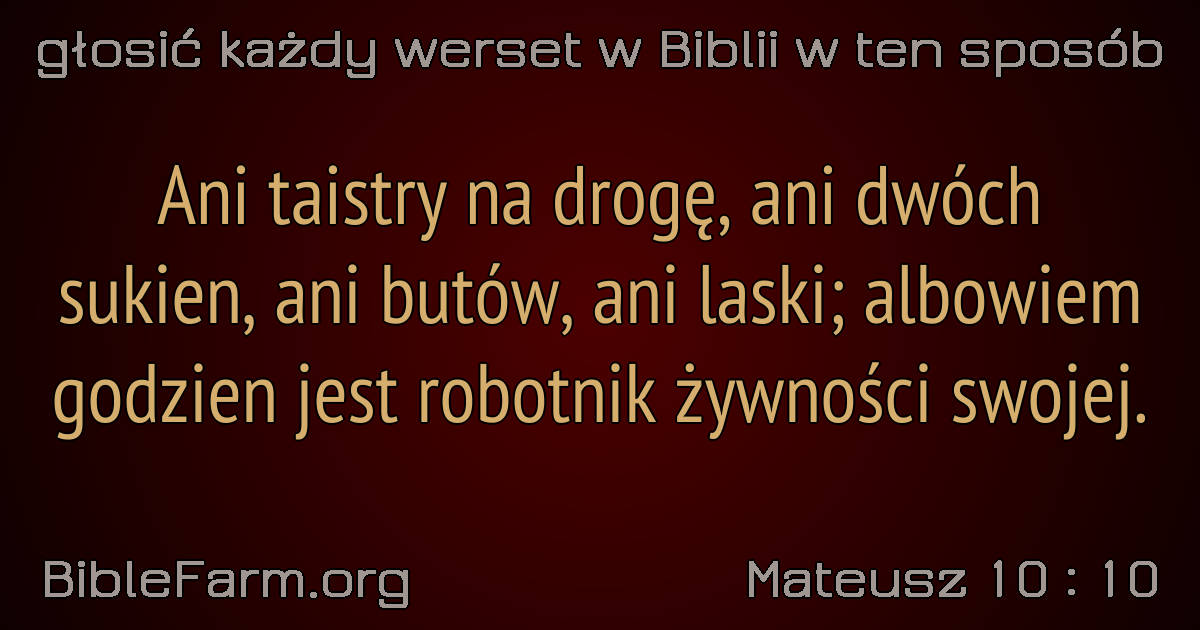 głosić każdy werset w Biblii w ten sposób
Ani taistry na drogę, ani dwóch
sukien, ani butów, ani laski; albowiem
godzien jest robotnik żywności swojej.
BibleFarm.org
Mateusz 10 : 10